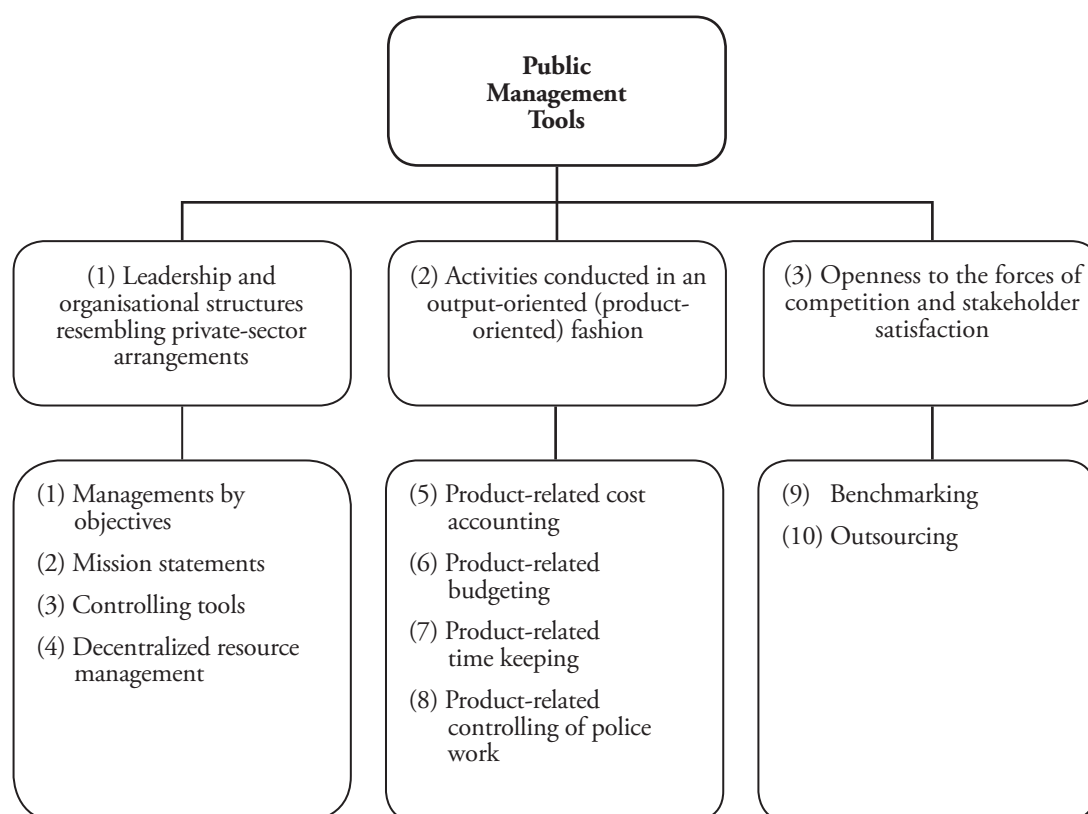 Public
Management
Tools
(1) Leadership and
organisational structures
resembling private-sector
arrangements
(2) Activities conducted in an
output-oriented (product-
oriented) fashion
(3) Openness to the forces of
competition and stakeholder
satisfaction
(1) Managements by
objectives
(2) Mission statements
(3) Controlling tools
(4) Decentralized resource
management
(5) Product-related cost
accounting
(6) Product-related
budgeting
(7) Product-related
time keeping
(8) Product-related
controlling of police
work
(9) Benchmarking
(10) Outsourcing